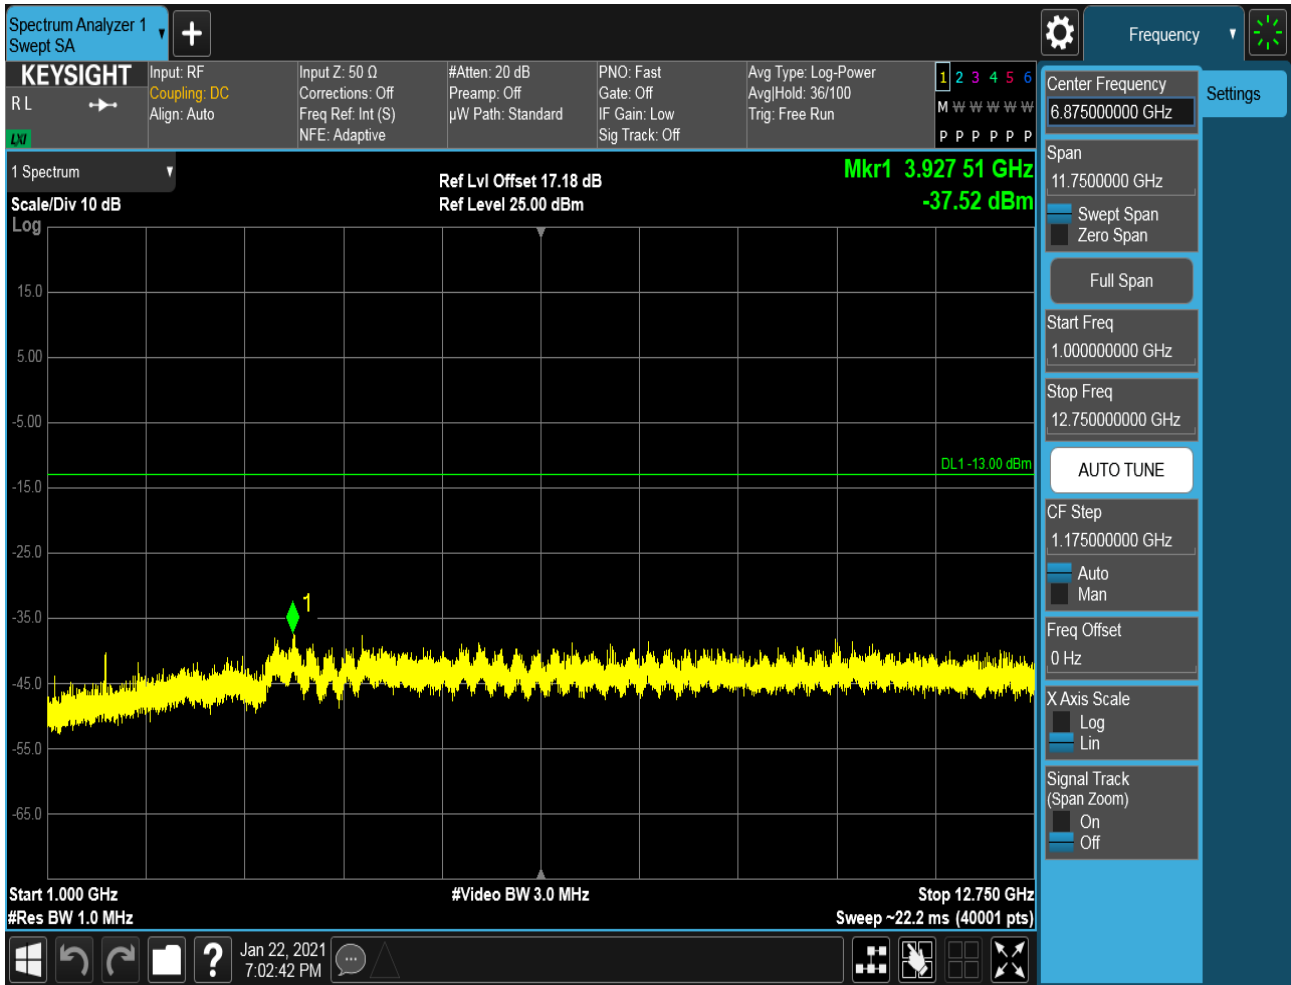 Spectrum Analyzer 1
Swept SA
Frequency
KEYSIGHT
R L
LXI
Input: RF
Coupling: DC
Align: Auto
Input Z: 50 Ω
Corrections: Off
Freq Ref: Int (S)
NFE: Adaptive
#Atten: 20 dB
Preamp: Off
µW Path: Standard
PNO: Fast
Gate: Off
IF Gain: Low
Sig Track: Off
Avg Type: Log-Power
Avg|Hold: 36/100
Trig: Free Run
1 2 3 4 5 6
M W W W W W
P P P P P P
1 Spectrum
Scale/Div 10 dB
Log
Ref Lvl Offset 17.18 dB
Ref Level 25.00 dBm
Mkr1 3.927 51 GHz
-37.52 dBm
15.0
5.00
-5.00
DL1 -13.00 dBm
-15.0
-25.0
1
-35.0
-45.0
-55.0
-65.0
Start 1.000 GHz
#Res BW 1.0 MHz
#Video BW 3.0 MHz
Stop 12.750 GHz
Sweep ~22.2 ms (40001 pts)
?
Jan 22, 2021
7:02:42 PM
Center Frequency
6.875000000 GHz
Settings
Span
11.7500000 GHz
Swept Span
Zero Span
Full Span
Start Freq
1.000000000 GHz
Stop Freq
12.750000000 GHz
AUTO TUNE
CF Step
1.175000000 GHz
Auto
Man
Freq Offset
0 Hz
X Axis Scale
Log
Lin
Signal Track
(Span Zoom)
On
Off